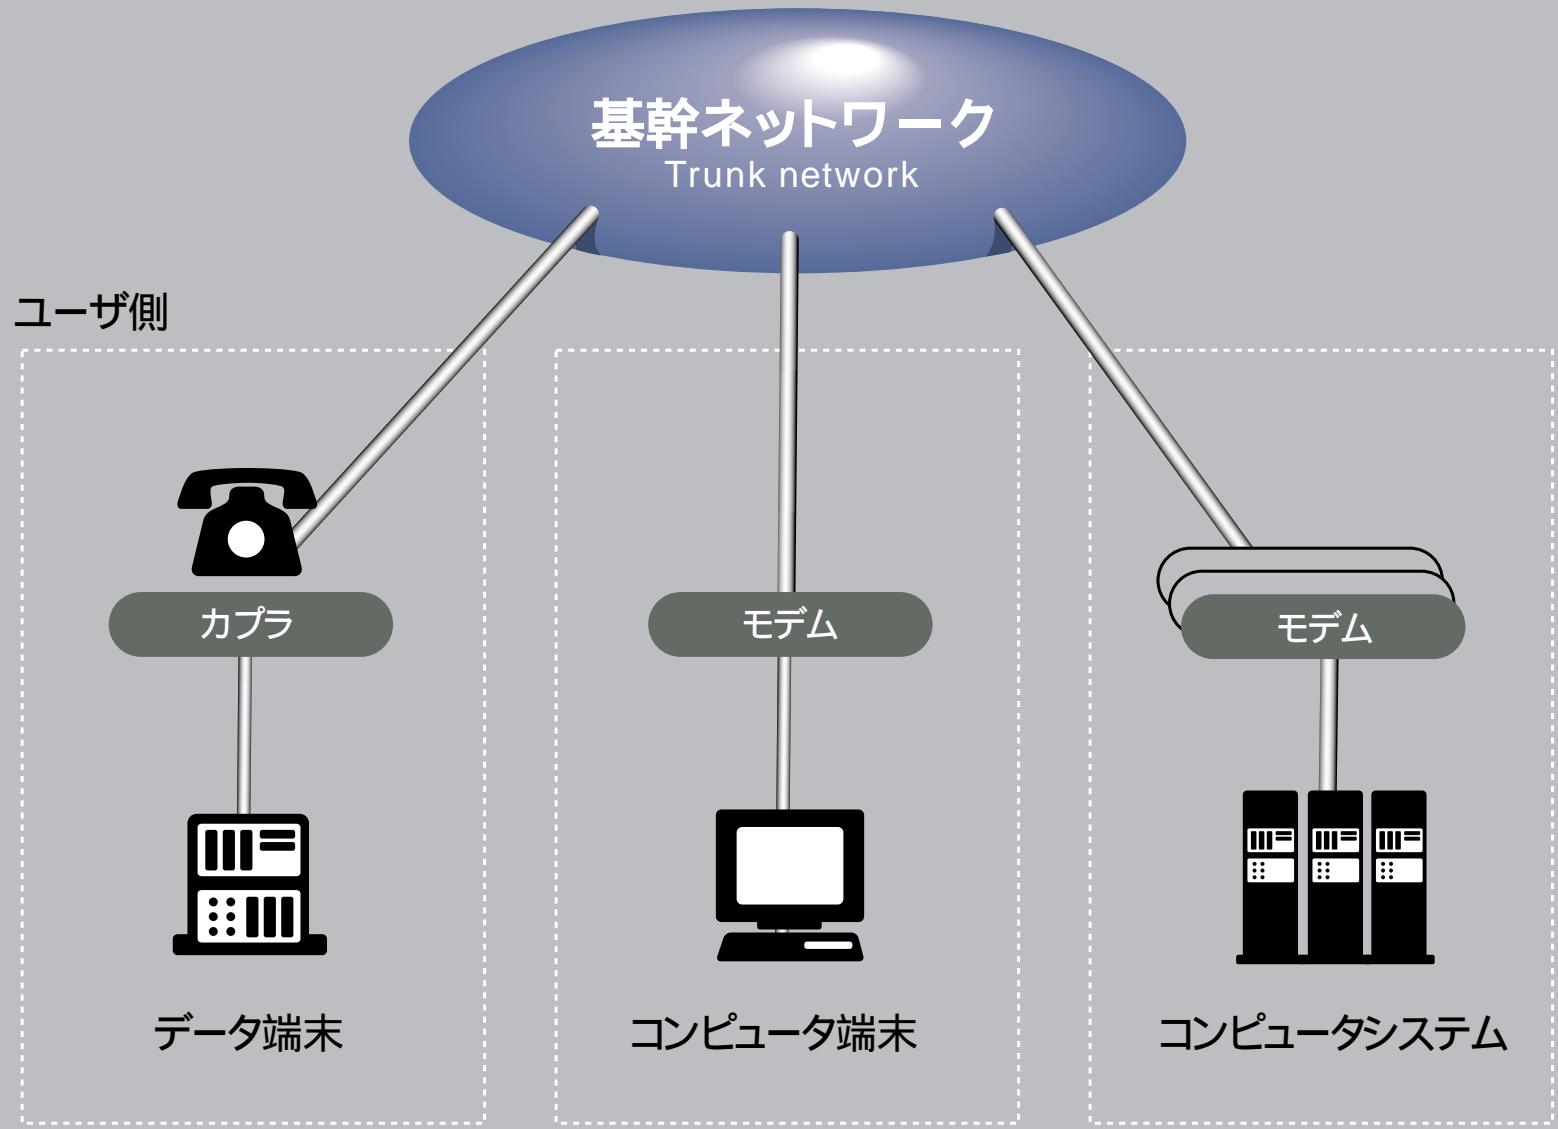 基幹ネットワーク
Trunk network
ユーザ側
カプラ
モデム
モデム
データ端末
コンピュータ端末
コンピュータシステム